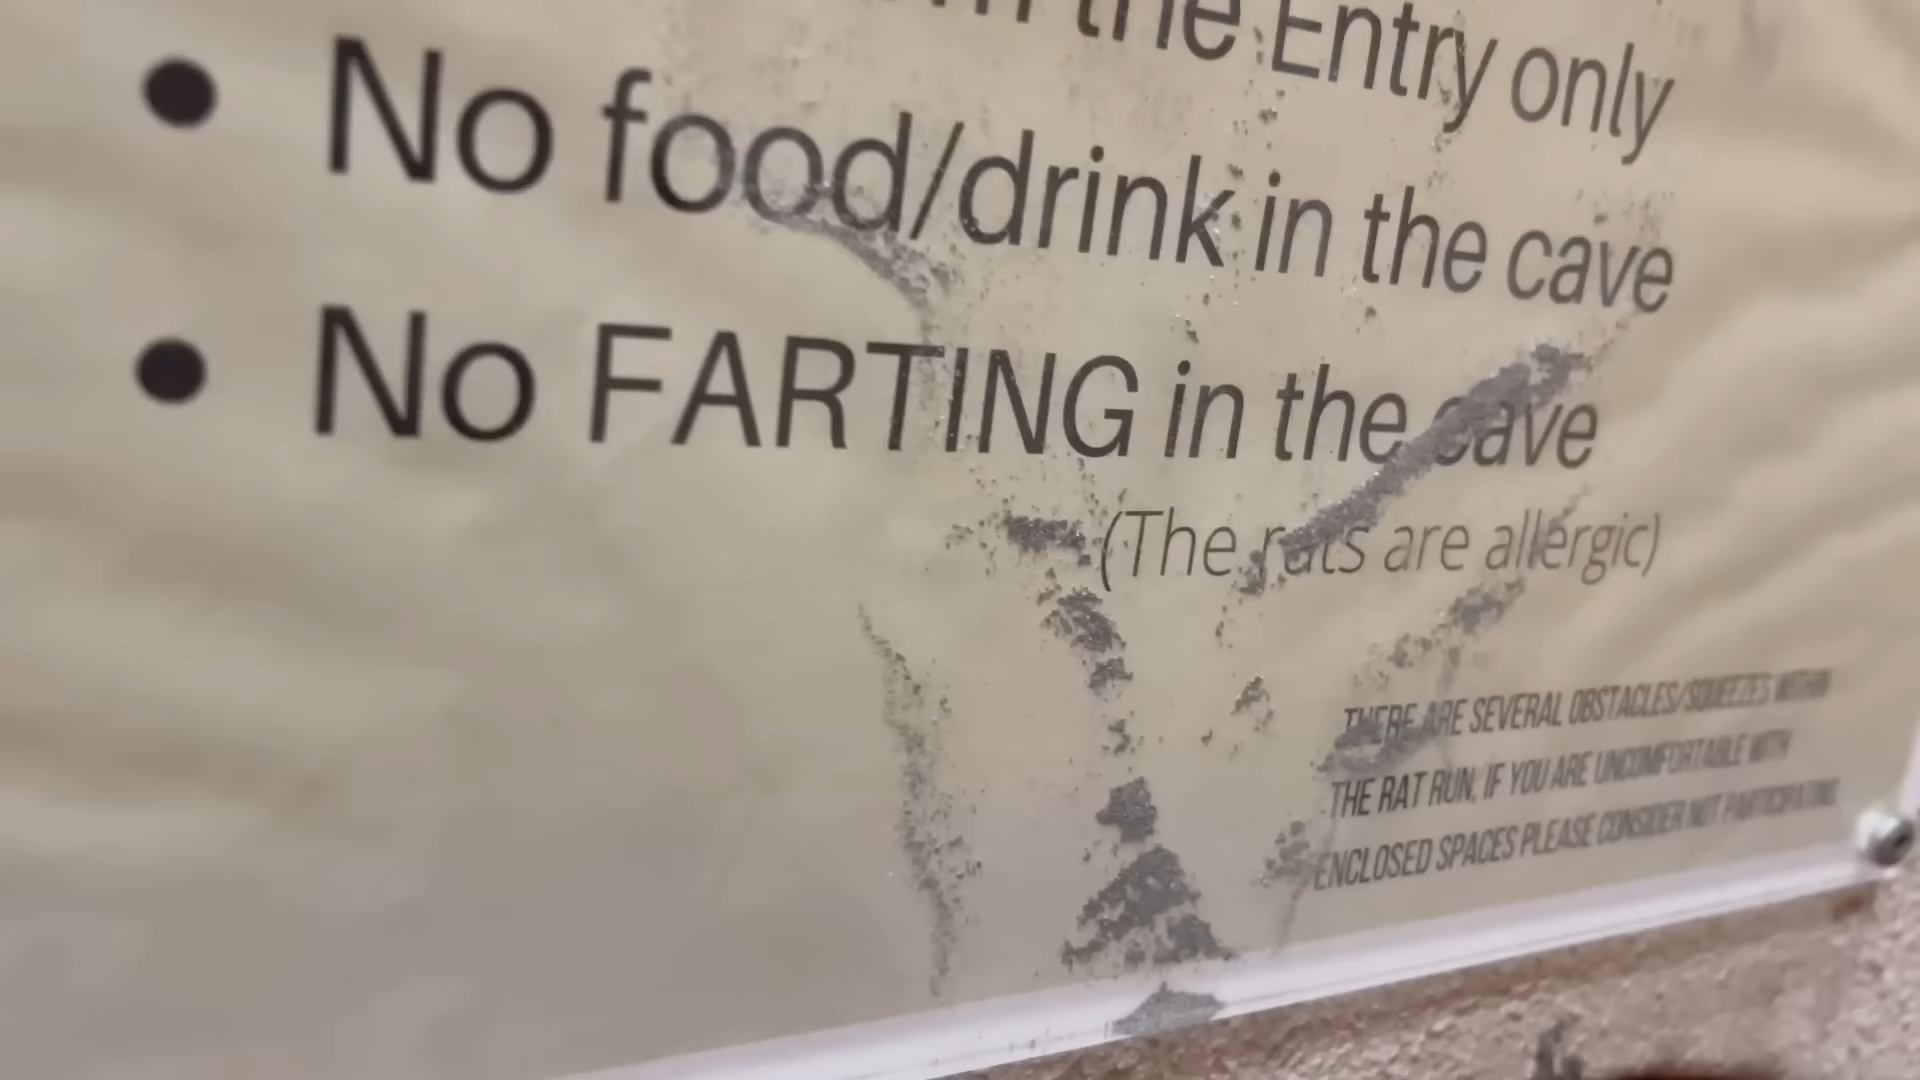 the Entry only
• No food/drink in the cave
• No FARTING in the cave
(The rats are allergic)
THERE ARE SEVERAL OBSTACLES/SQUEEZES WITHIN
THE RAT RUN, IF YOU ARE UNCOMFORTABLE WITH
ENCLOSED SPACES PLEASE CONSIDER NOT PARTICIPATING